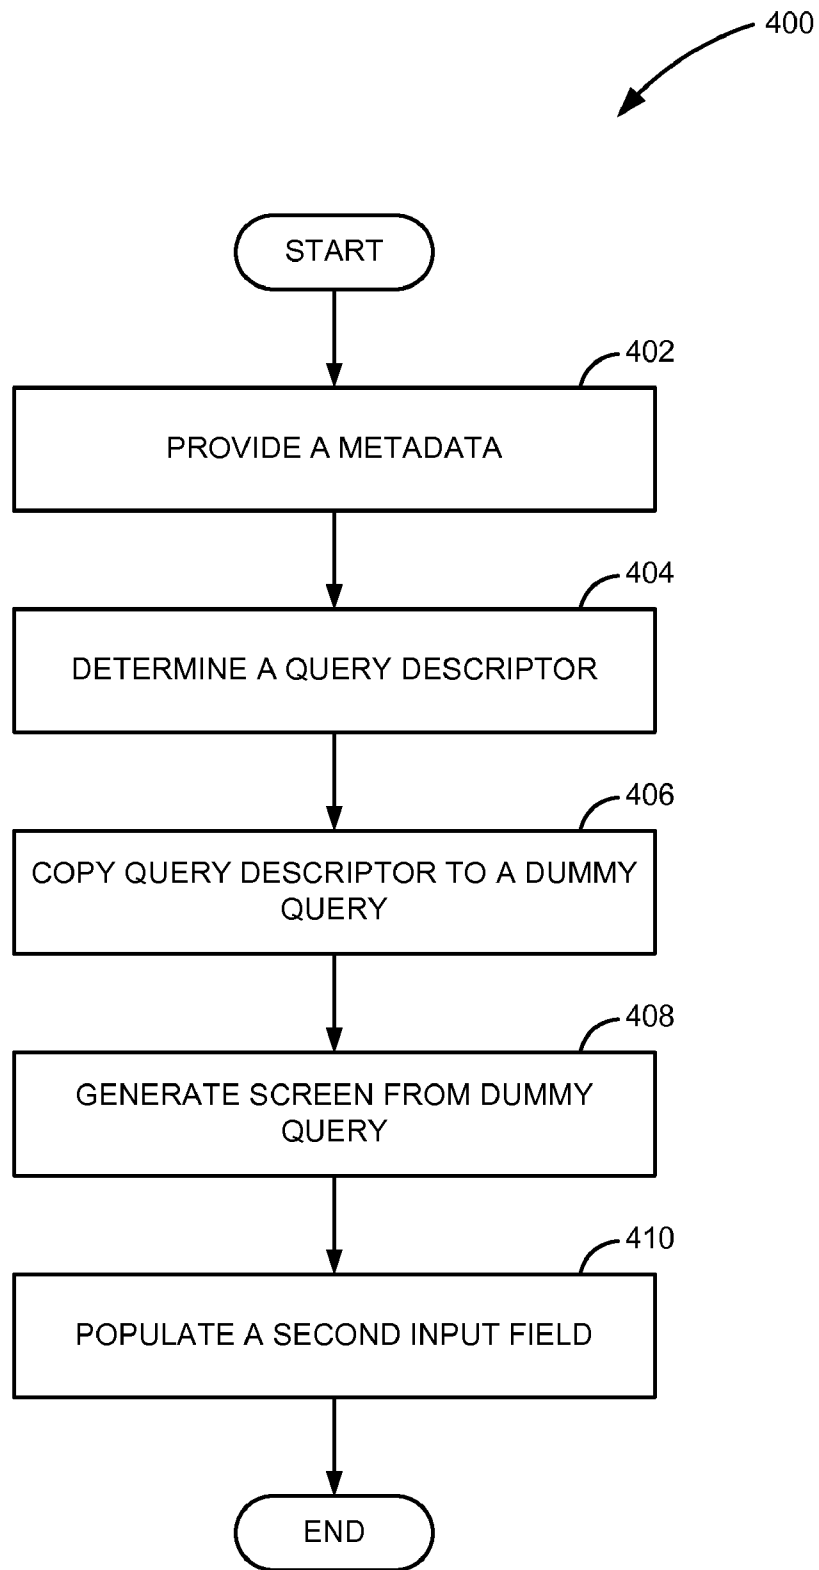 400
START
402
PROVIDE A METADATA
404
DETERMINE A QUERY DESCRIPTOR
406
COPY QUERY DESCRIPTOR TO A DUMMY
QUERY
408
GENERATE SCREEN FROM DUMMY
QUERY
410
POPULATE A SECOND INPUT FIELD
END